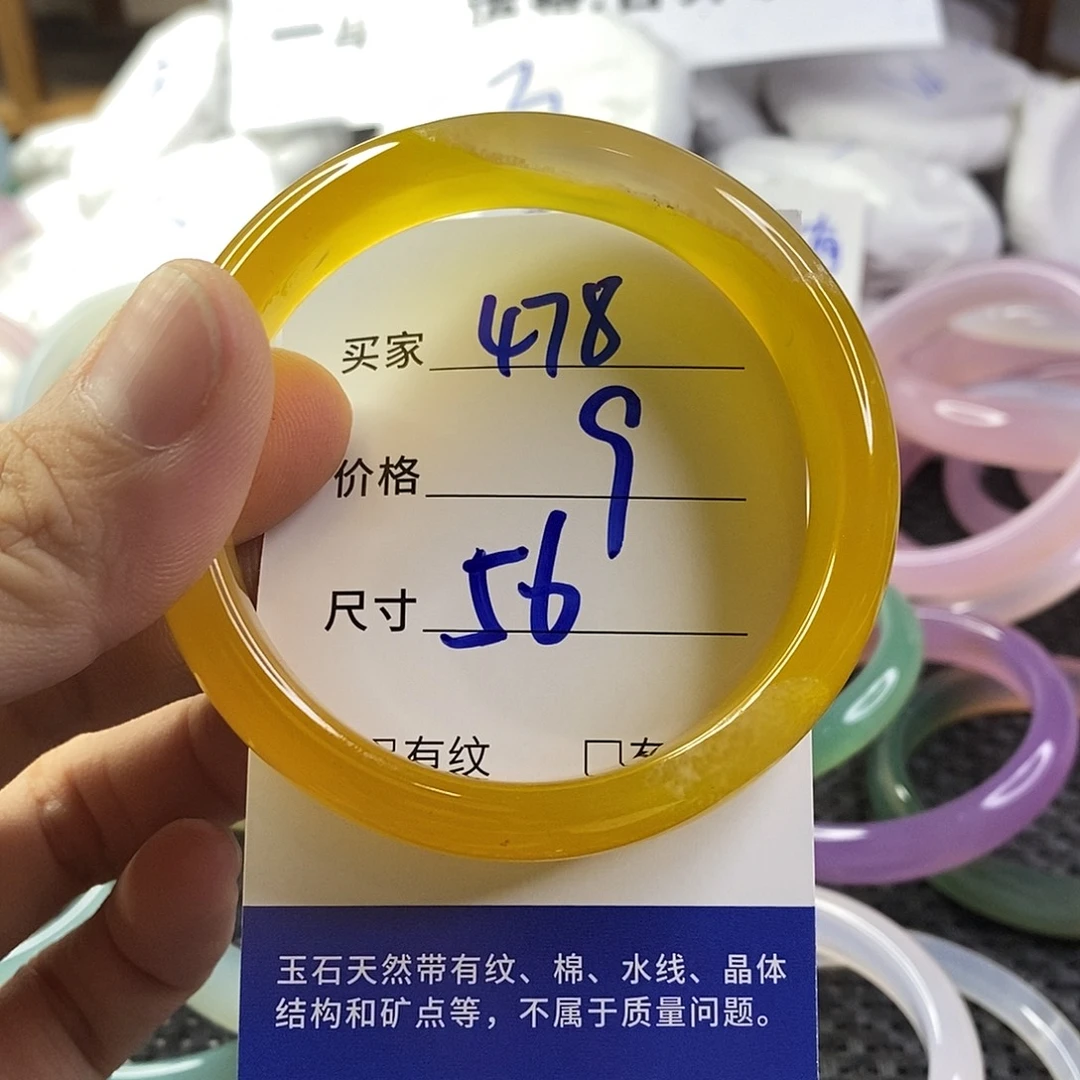 买家 478
价格 9
尺寸 56
有纹 □有
玉石天然带有纹、棉、水线、晶体
结构和矿点等，不属于质量问题。